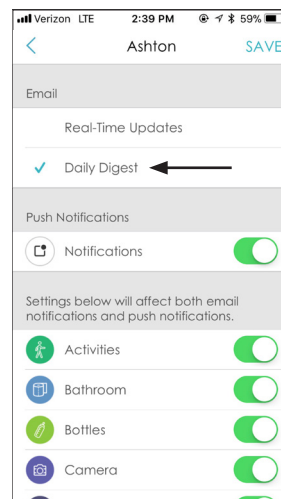 Verizon LTE 2:39 PM 59%
Ashton SAVE
Email
Real-Time Updates
Daily Digest
Push Notifications
Notifications
Settings below will affect both email
notifications and push notifications.
Activities
Bathroom
Bottles
Camera